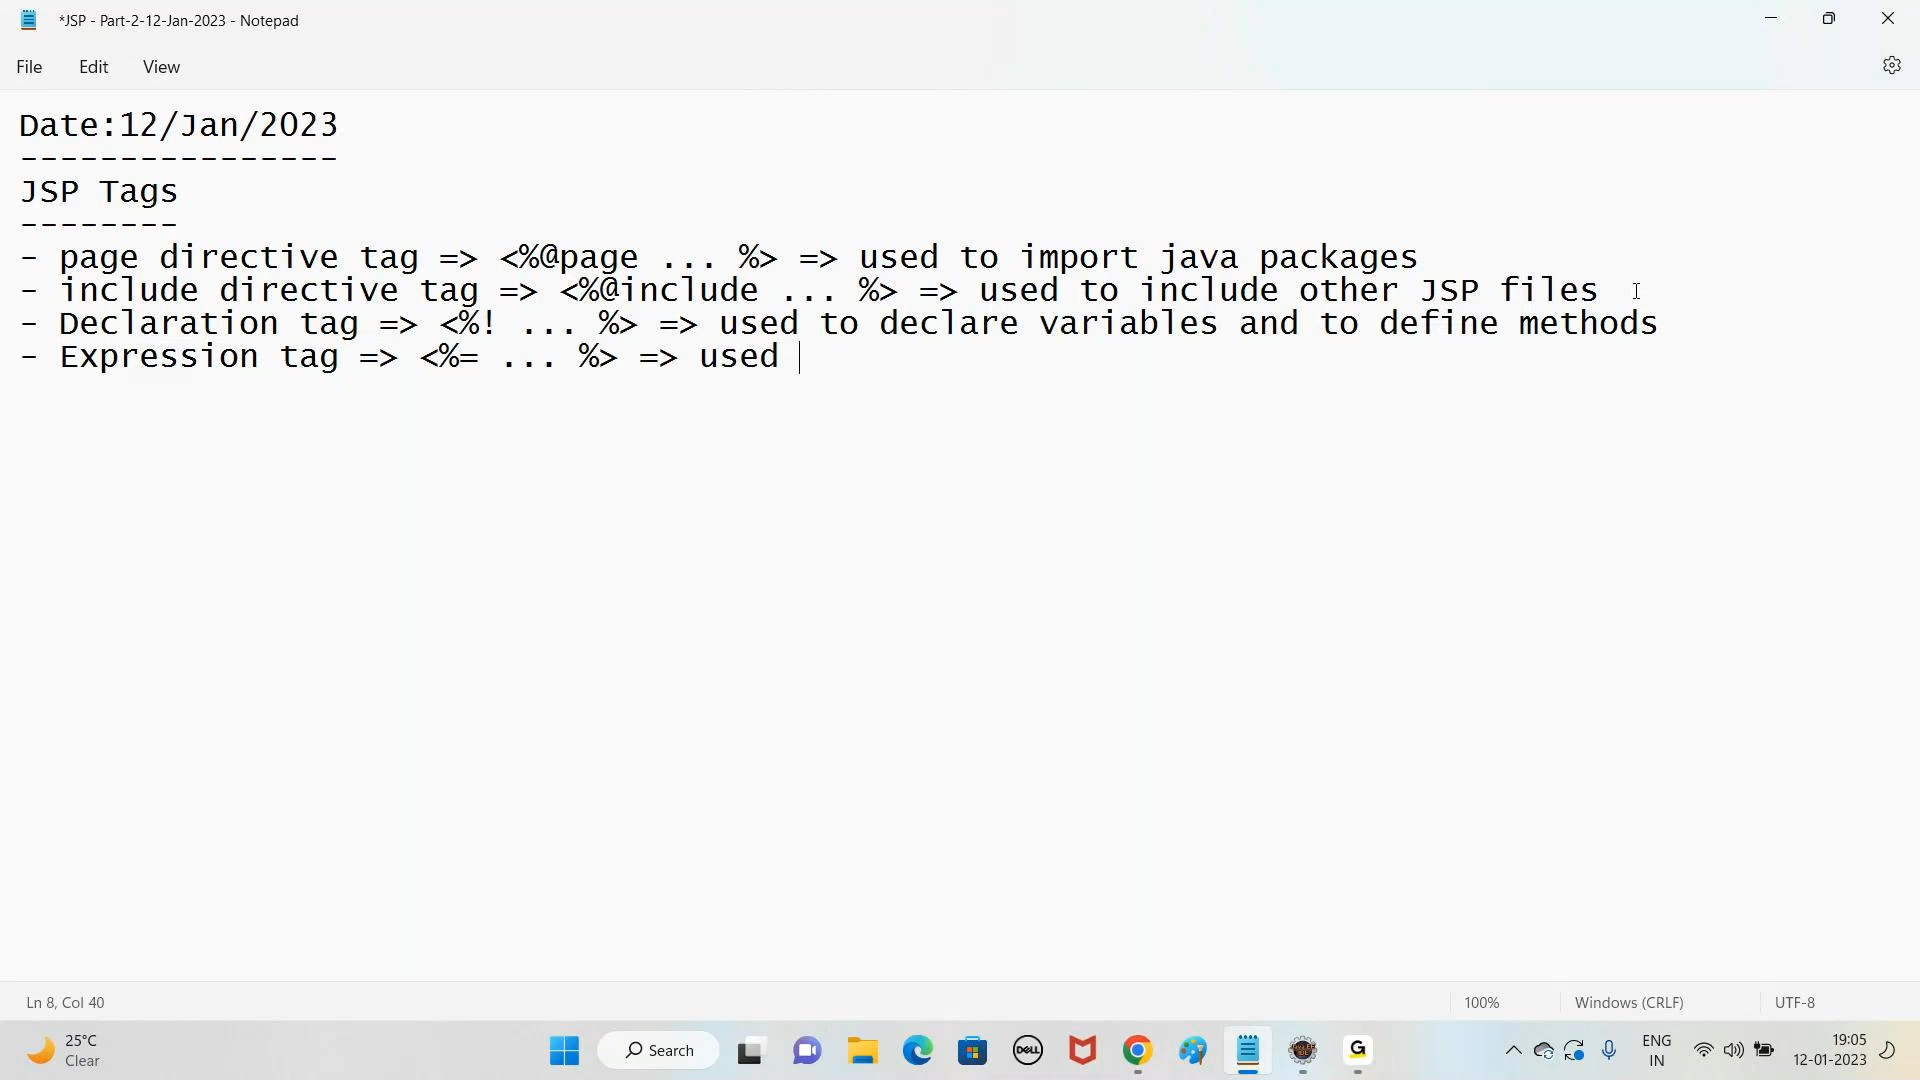 *JSP - Part-2-12-Jan-2023 - Notepad
File Edit View
Date:12/Jan/2023
----------------
JSP Tags
--------
- page directive tag => <%@page ... %> => used to import java packages
- include directive tag => <%@include ... %> => used to include other JSP files
- Declaration tag => <%! ... %> => used to declare variables and to define methods
- Expression tag => <%= ... %> => used
Ln 8, Col 40 100% Windows (CRLF) UTF-8
25°C
Clear
Search
DELL
G
ENG
IN
19:05
12-01-2023